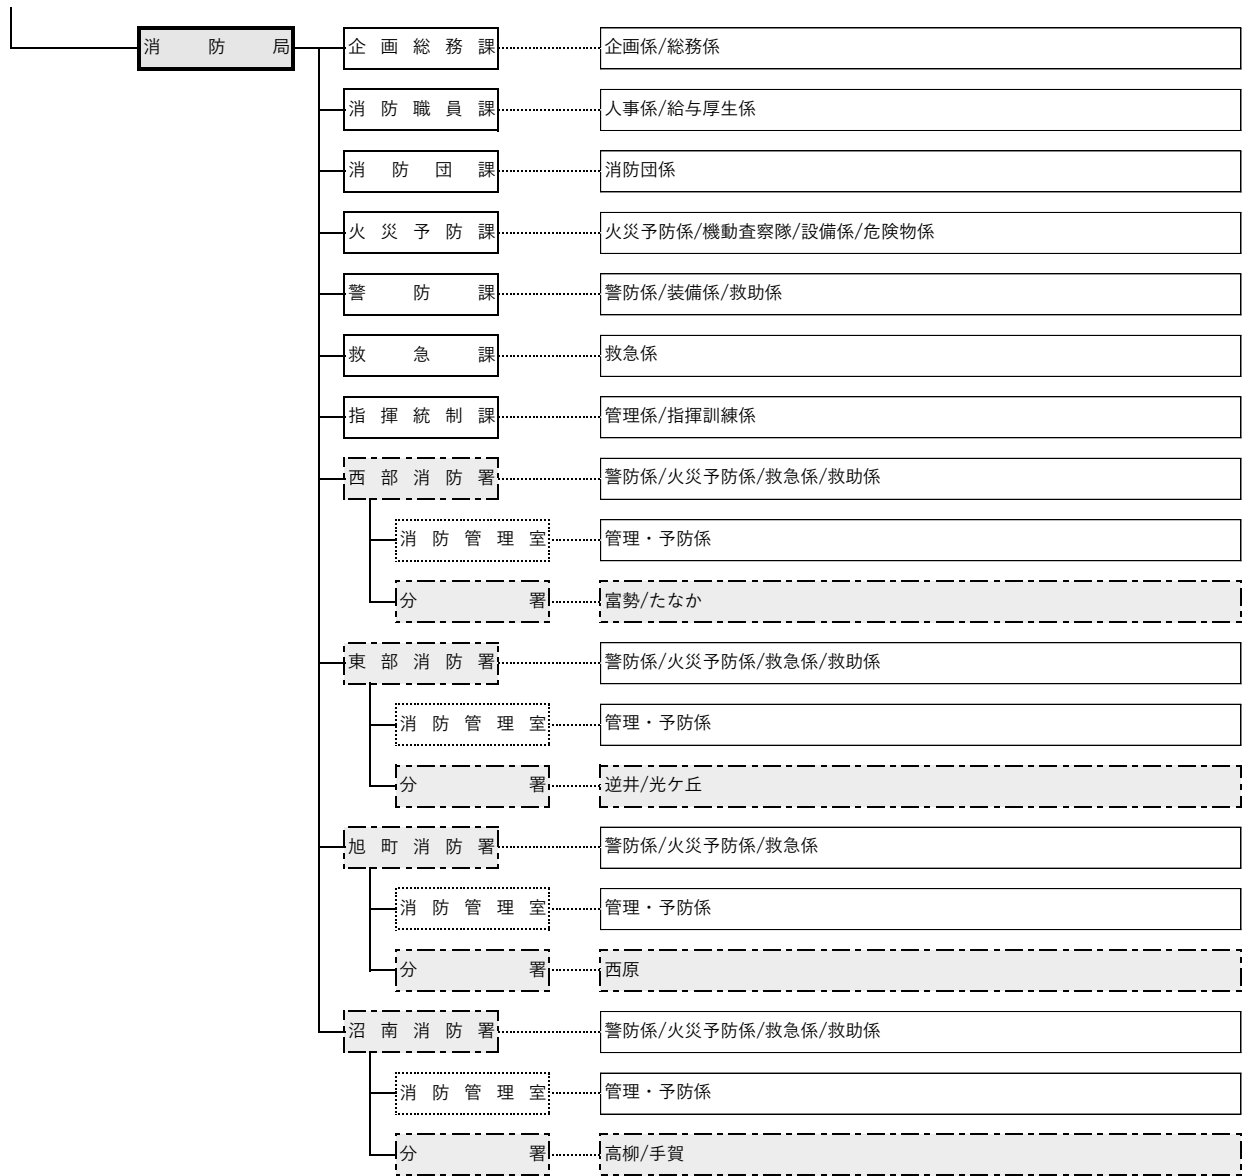 消防局 企画総務課 企画係/総務係
消防職員課 人事係/給与厚生係
消防団課 消防団係
火災予防課 火災予防係/機動査察隊/設備係/危険物係
警防課 警防係/装備係/救助係
救急課 救急係
指揮統制課 管理係/指揮訓練係
西部消防署 警防係/火災予防係/救急係/救助係
消防管理室 管理・予防係
分署 富勢/たなか
東部消防署 警防係/火災予防係/救急係/救助係
消防管理室 管理・予防係
分署 逆井/光ケ丘
旭町消防署 警防係/火災予防係/救急係
消防管理室 管理・予防係
分署 西原
沼南消防署 警防係/火災予防係/救急係/救助係
消防管理室 管理・予防係
分署 高柳/手賀